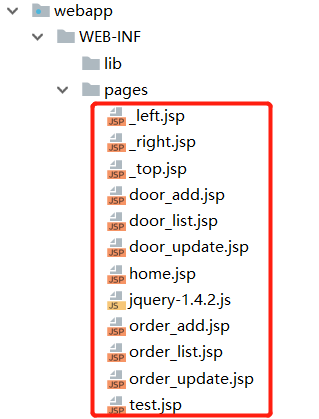 webapp
WEB-INF
lib
pages
_left.jsp
_right.jsp
_top.jsp
door_add.jsp
door_list.jsp
door_update.jsp
home.jsp
jquery-1.4.2.js
order_add.jsp
order_list.jsp
order_update.jsp
test.jsp